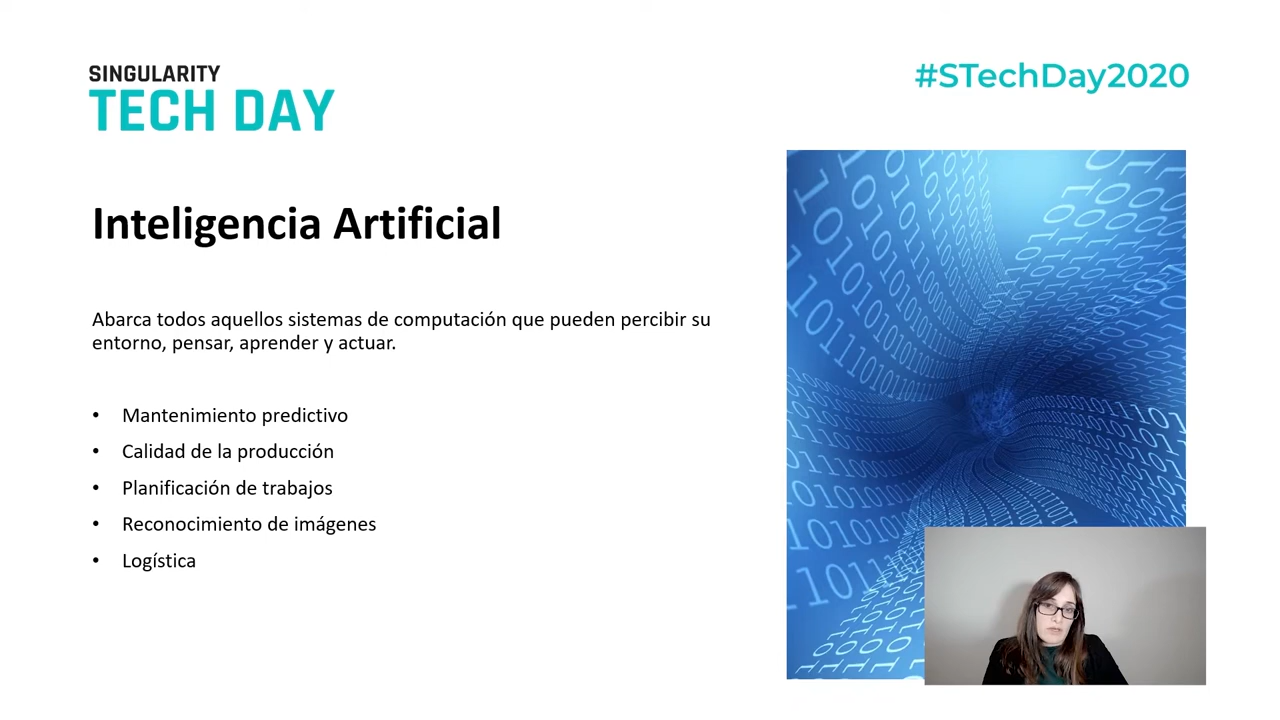 SINGULARITY
TECH DAY
#STechDay2020
Inteligencia Artificial
Abarca todos aquellos sistemas de computación que pueden percibir su
entorno, pensar, aprender y actuar.
• Mantenimiento predictivo
• Calidad de la producción
• Planificación de trabajos
• Reconocimiento de imágenes
• Logística